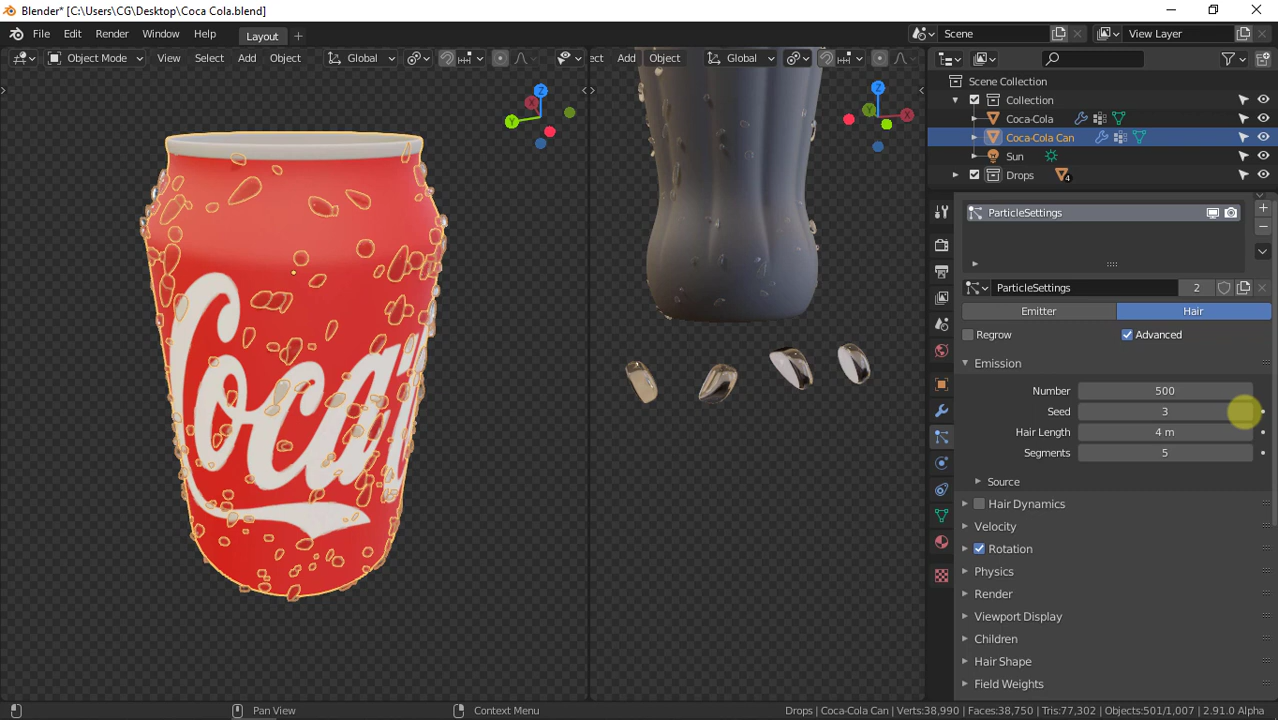 Blender* [C:\Users\CG\Desktop\Coca Cola.blend]
File Edit Render Window Help Layout + Scene View Layer
Object Mode View Select Add Object Global
ect Add Object Global
Scene Collection
Collection
Coca-Cola
Coca-Cola Can
Sun
Drops 4
X Y Z
X Y Z
ParticleSettings
ParticleSettings 2
Emitter Hair
Regrow Advanced
Emission
Number 500
Seed 3
Hair Length 4 m
Segments 5
Source
Hair Dynamics
Velocity
Rotation
Physics
Render
Viewport Display
Children
Hair Shape
Field Weights
Coca
Pan View Context Menu Drops | Coca-Cola Can | Verts:38,990 | Faces:38,750 | Tris:77,302 | Objects:501/1,007 | 2.91.0 Alpha